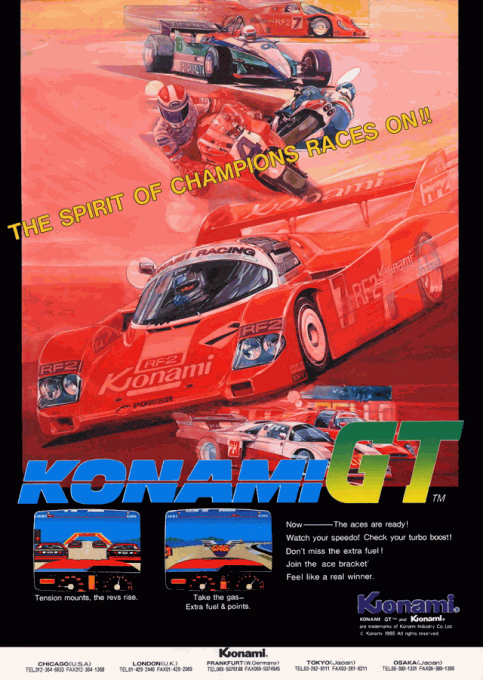 THE SPIRIT OF CHAMPIONS RACES ON!!
Konami
RACING
RF2
RF2
RF2
RF2
Konami
POWER
KONAMI GT TM
Now———The aces are ready!
Watch your speedo! Check your turbo boost!
Don't miss the extra fuel!
Join the ace bracket'
Feel like a real winner.
Tension mounts, the revs rise.
Take the gas—
Extra fuel & points.
Konami®
KONAMI GT™ and Konami®
are trademarks of Konami Industry Co.Ltd.
© Konami 1985 All rights reserved.
Konami®
CHICAGO(U.S.A)
LONDON(U.K.)
FRANKFURT(W.Germany)
TOKYO(Japan)
OSAKA(Japan)